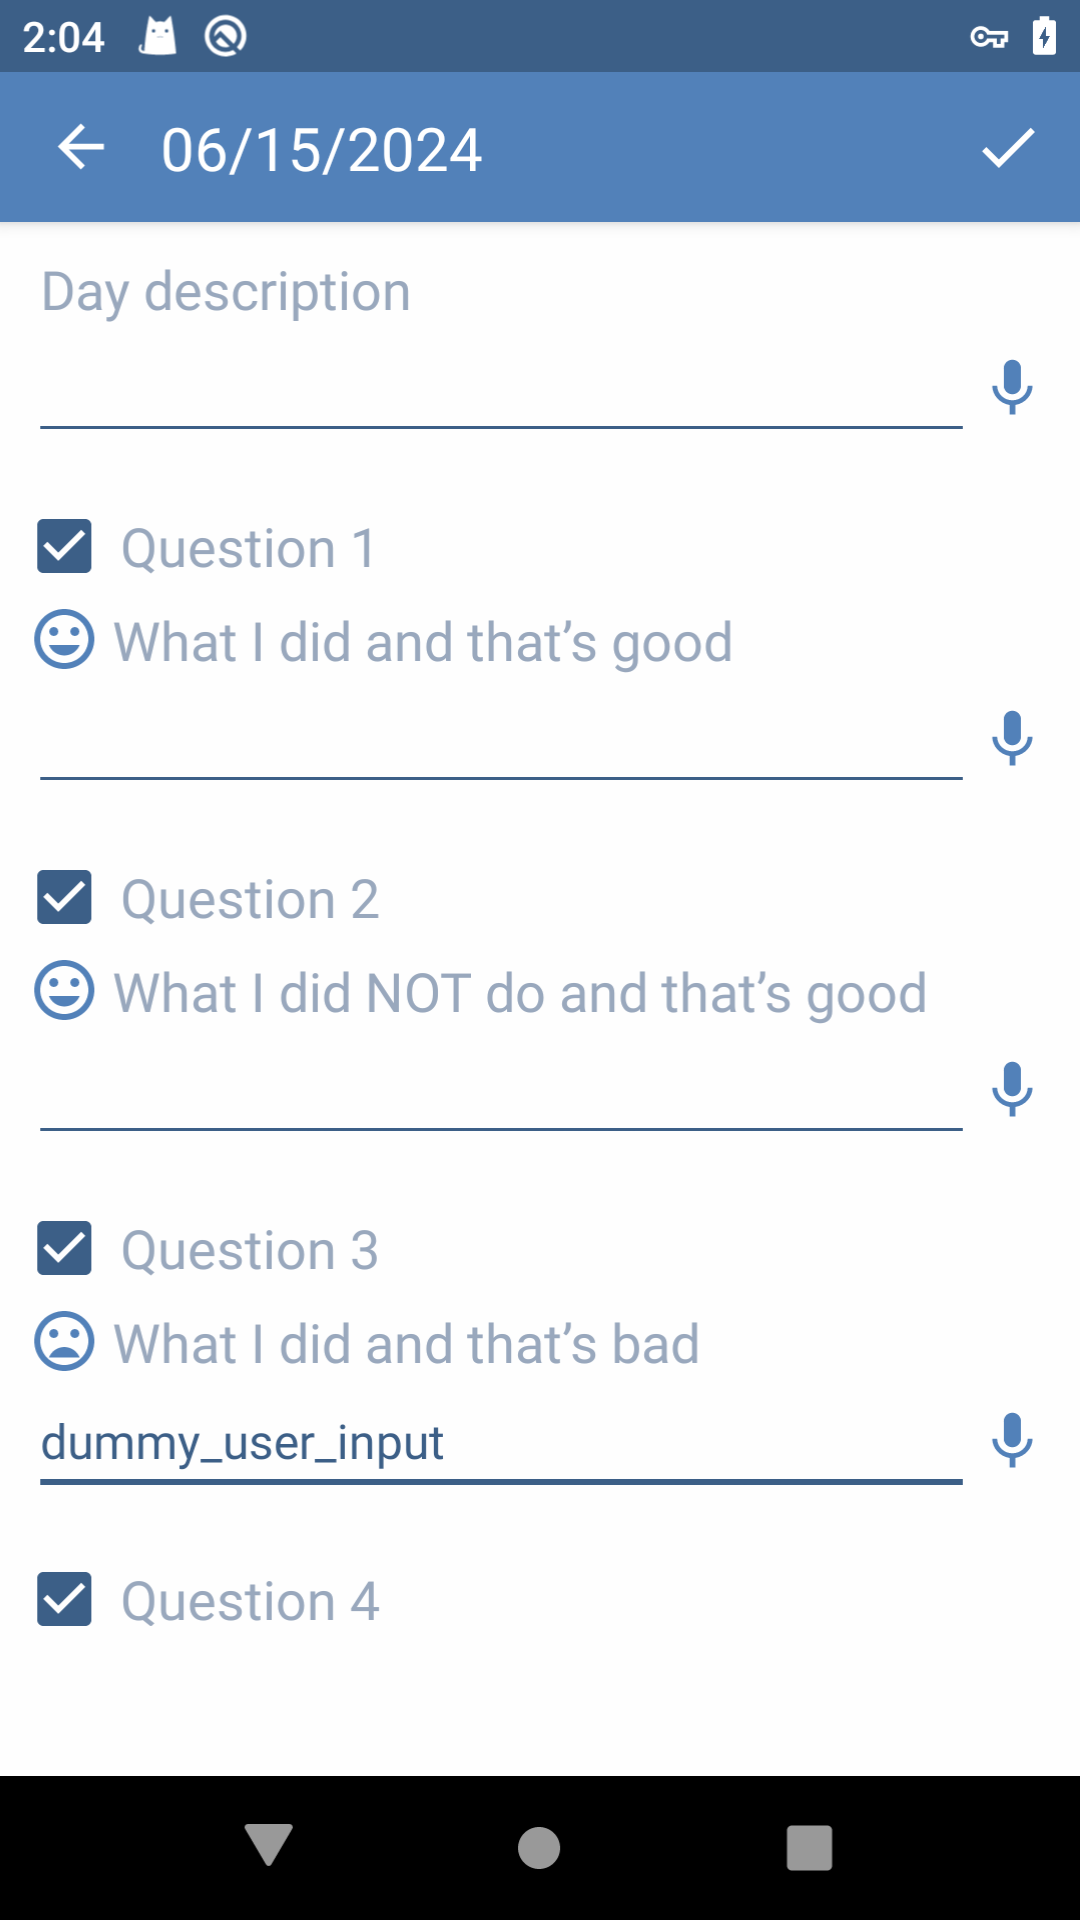 2:04
06/15/2024
Day description
Question 1
What I did and that’s good
Question 2
What I did NOT do and that’s good
Question 3
What I did and that’s bad
dummy_user_input
Question 4